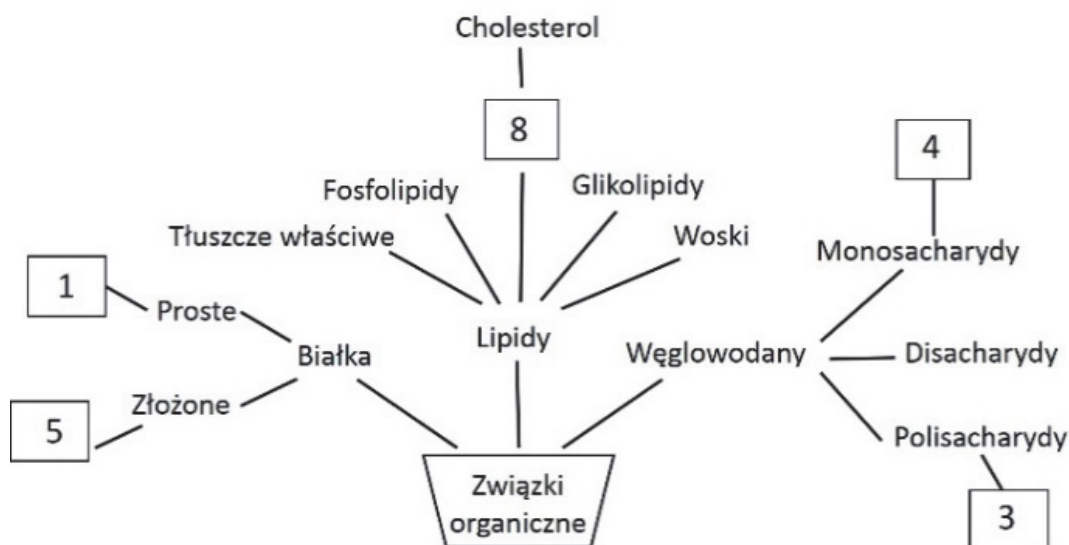 Cholesterol
8
4
Fosfolipidy
Glikolipidy
Tłuszcze właściwe
Woski
Monosacharydy
1
Proste
Lipidy
Białka
Węglowodany
Disacharydy
Złożone
5
Polisacharydy
Związki
organiczne
3